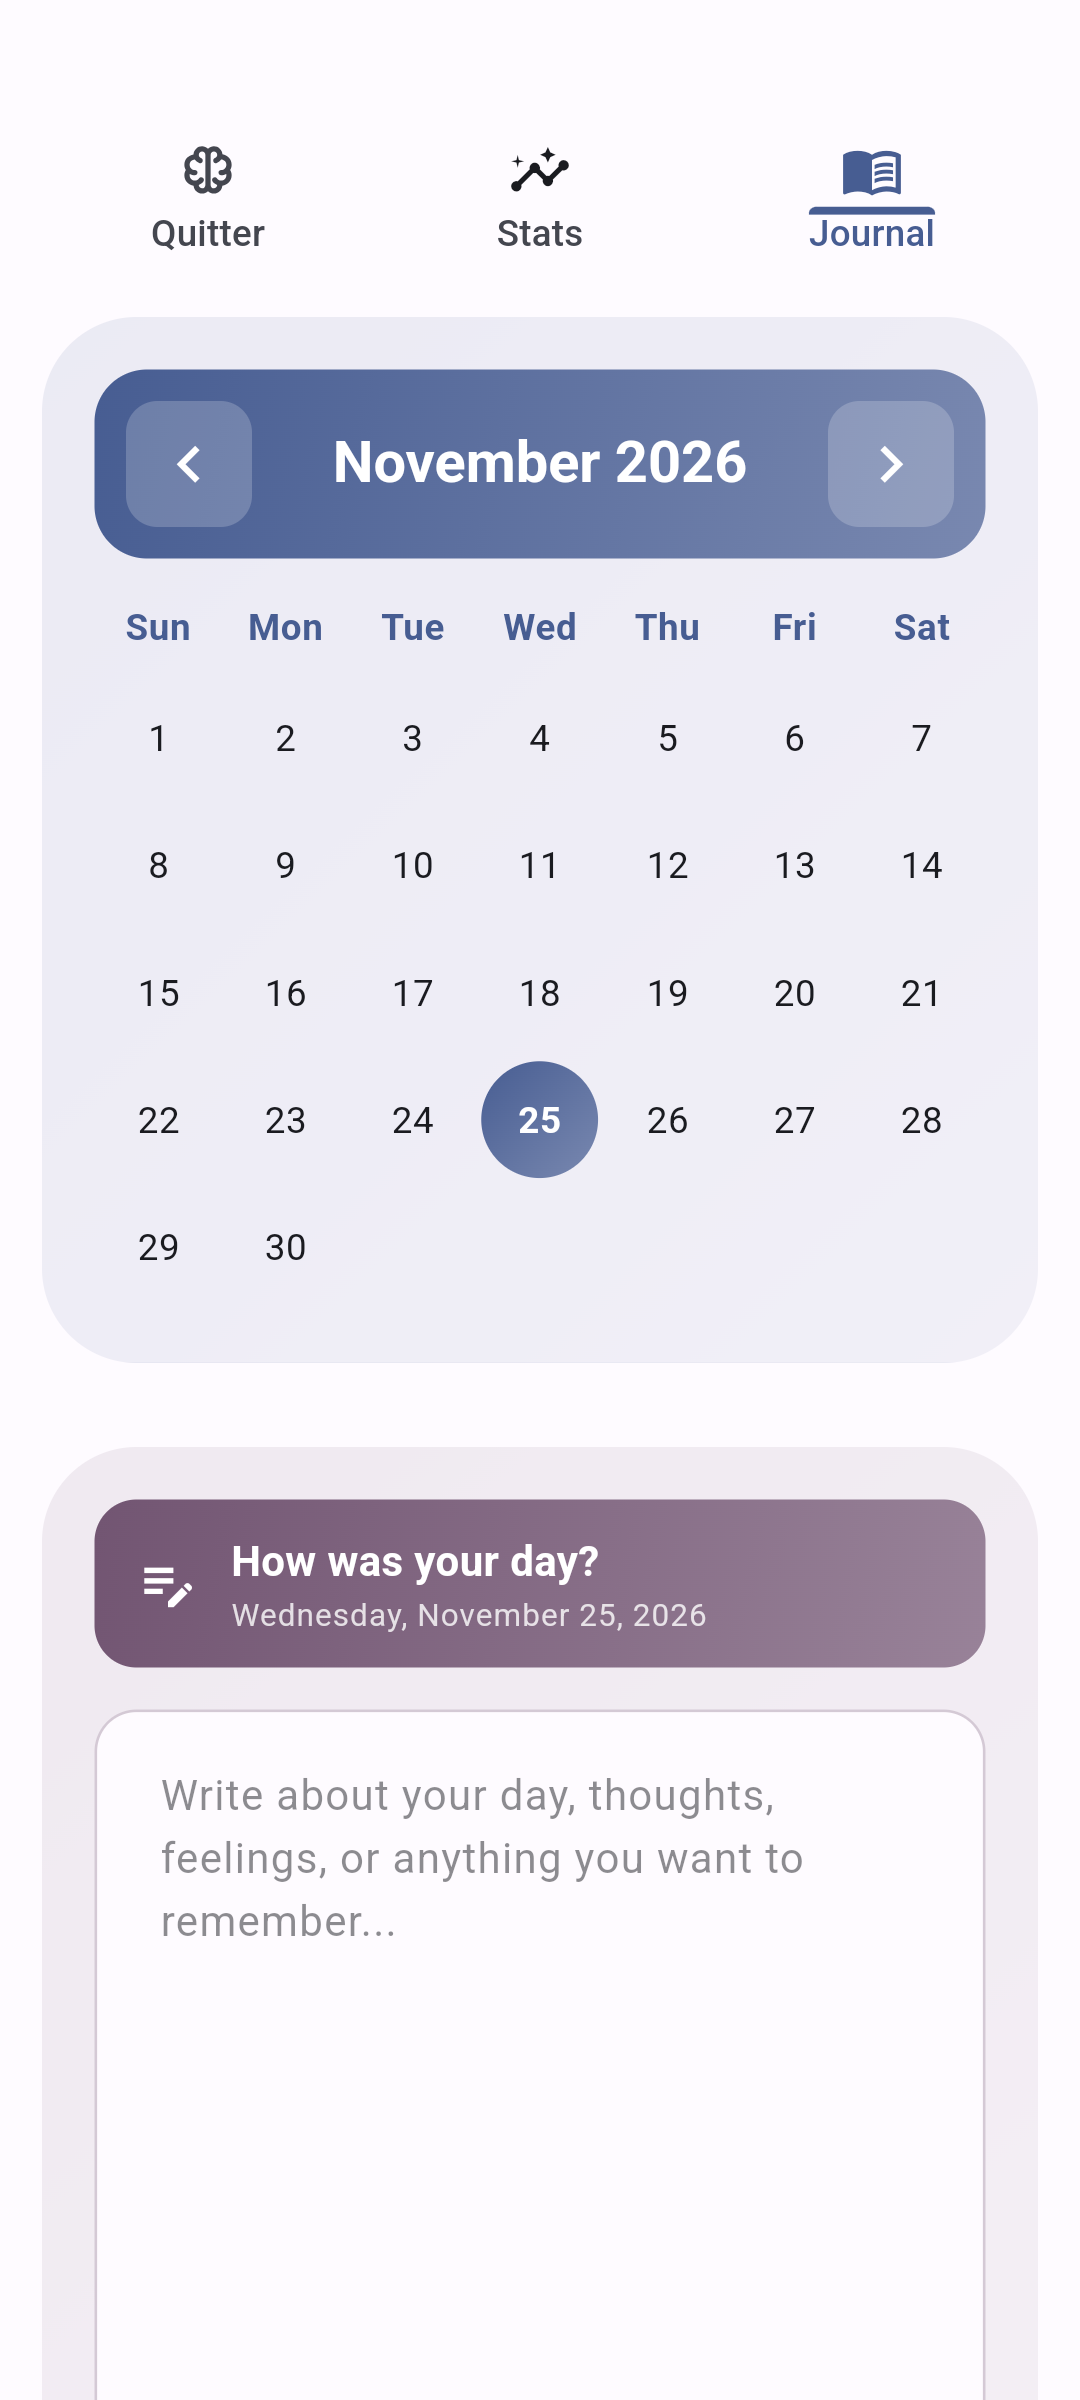 Quitter Stats Journal
November 2026
Sun Mon Tue Wed Thu Fri Sat
1 2 3 4 5 6 7
8 9 10 11 12 13 14
15 16 17 18 19 20 21
22 23 24 25 26 27 28
29 30
How was your day?
Wednesday, November 25, 2026
Write about your day, thoughts,
feelings, or anything you want to
remember...